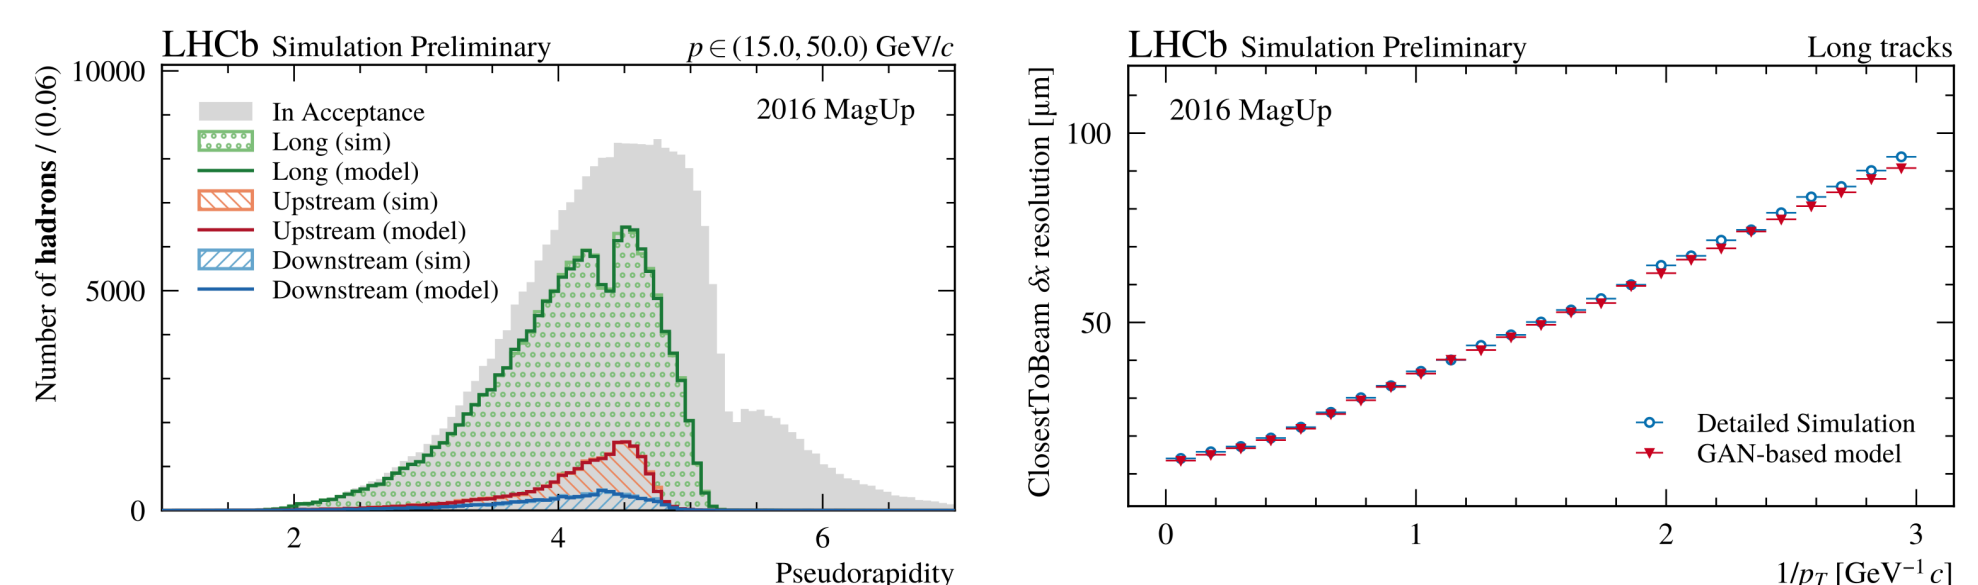 LHCb Simulation Preliminary
p ∈ (15.0, 50.0) GeV/c
2016 MagUp
Number of hadrons / (0.06)
10000
5000
0
In Acceptance
Long (sim)
Long (model)
Upstream (sim)
Upstream (model)
Downstream (sim)
Downstream (model)
2 4 6
Pseudorapidity
LHCb Simulation Preliminary
Long tracks
2016 MagUp
ClosestToBeam δx resolution [μm]
100
50
Detailed Simulation
GAN-based model
0 1 2 3
1/p_T [GeV⁻¹ c]